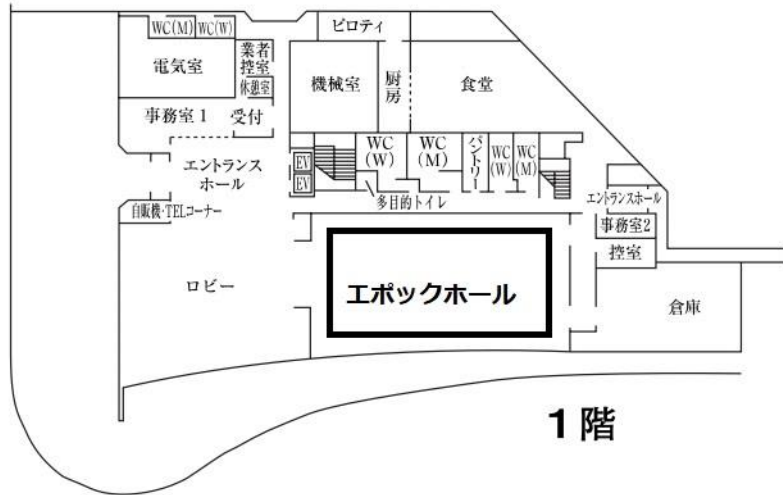 WC(M)
WC(W)
ピロティ
業者
控室
電気室
休憩室
機械室
厨房
食堂
事務室1
受付
WC
(W)
WC
(M)
パントリー
WC
(W)
WC
(M)
エントランス
ホール
EV
EV
多目的トイレ
エントランスホール
自販機・TELコーナー
事務室2
控室
ロビー
エポックホール
倉庫
1階